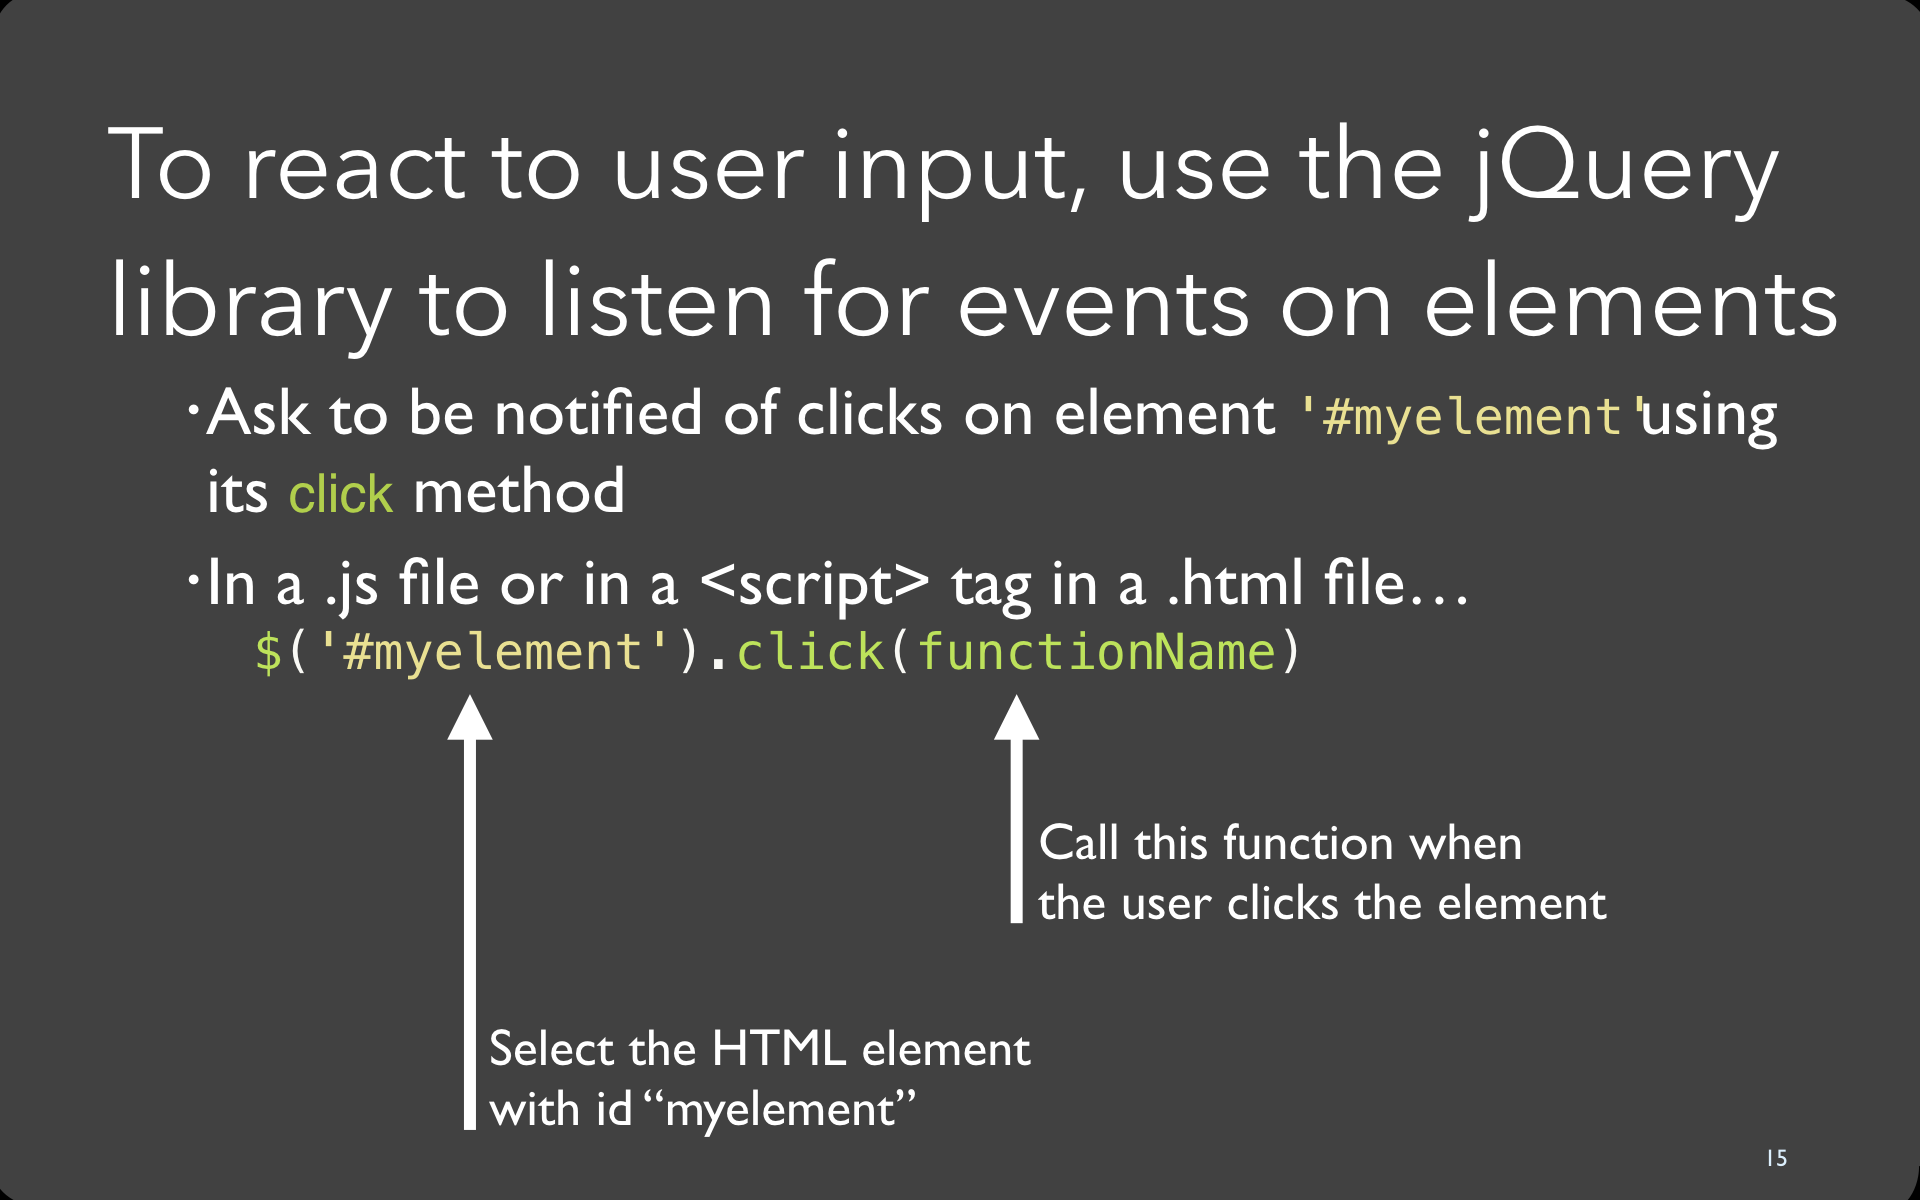 To react to user input, use the jQuery
library to listen for events on elements
•Ask to be notified of clicks on element '#myelement'using
its click method
•In a .js file or in a <script> tag in a .html file…
$('#myelement').click(functionName)
Call this function when
the user clicks the element
Select the HTML element
with id “myelement”
15